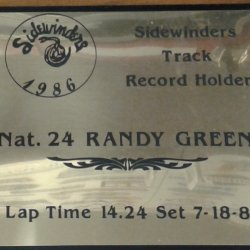 Sidewinders
1986
Sidewinders
Track
Record Holder
Nat. 24 RANDY GREEN
Lap Time 14.24 Set 7-18-8